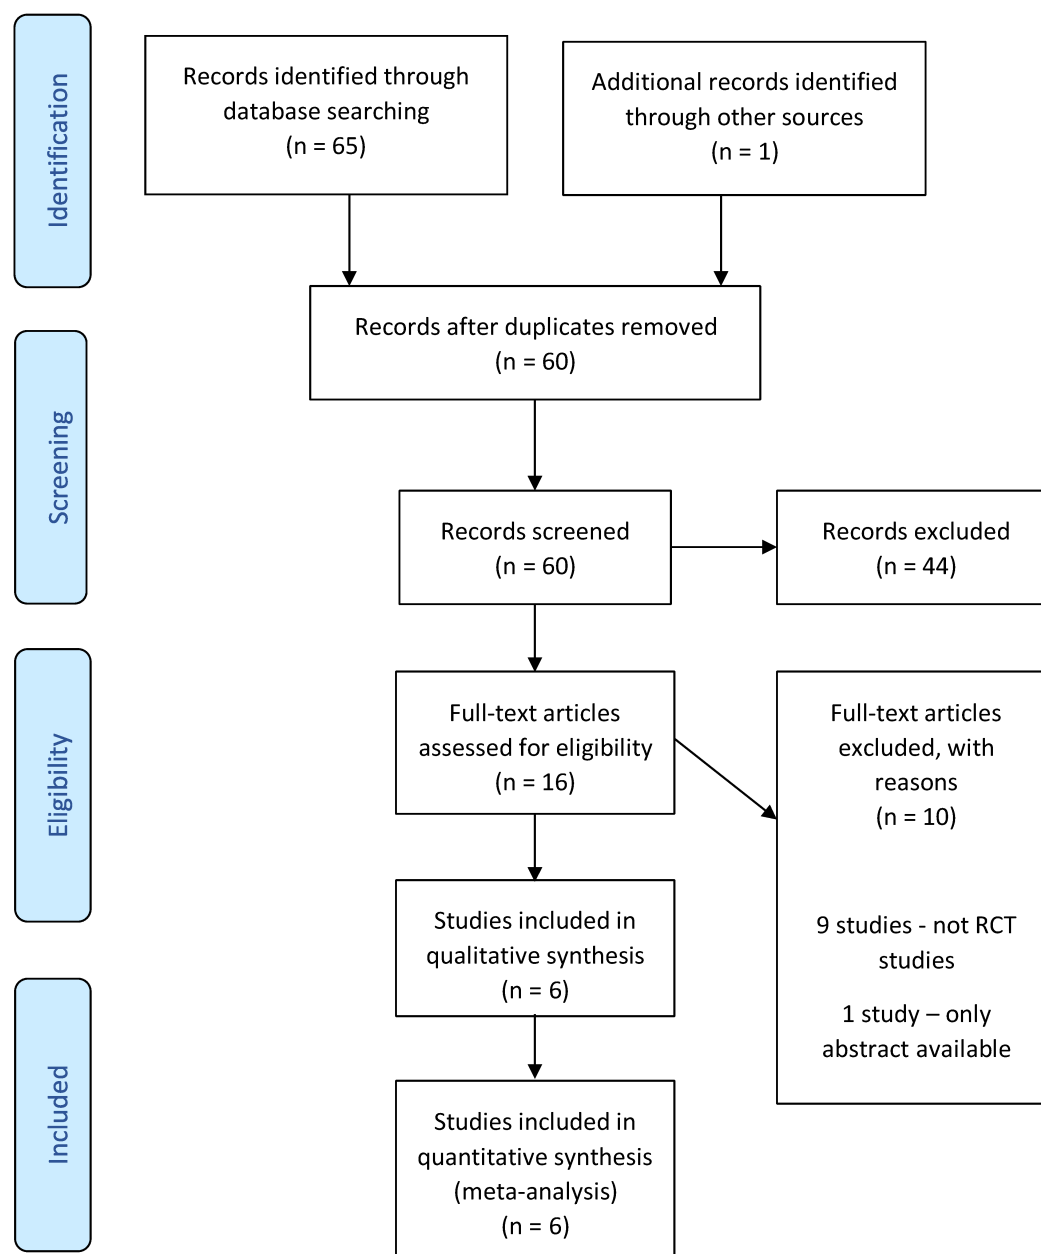 Identification
Records identified through
database searching
(n = 65)
Additional records identified
through other sources
(n = 1)
Records after duplicates removed
(n = 60)
Screening
Records screened
(n = 60)
Records excluded
(n = 44)
Eligibility
Full-text articles
assessed for eligibility
(n = 16)
Full-text articles
excluded, with
reasons
(n = 10)
9 studies - not RCT
studies
1 study – only
abstract available
Studies included in
qualitative synthesis
(n = 6)
Included
Studies included in
quantitative synthesis
(meta-analysis)
(n = 6)